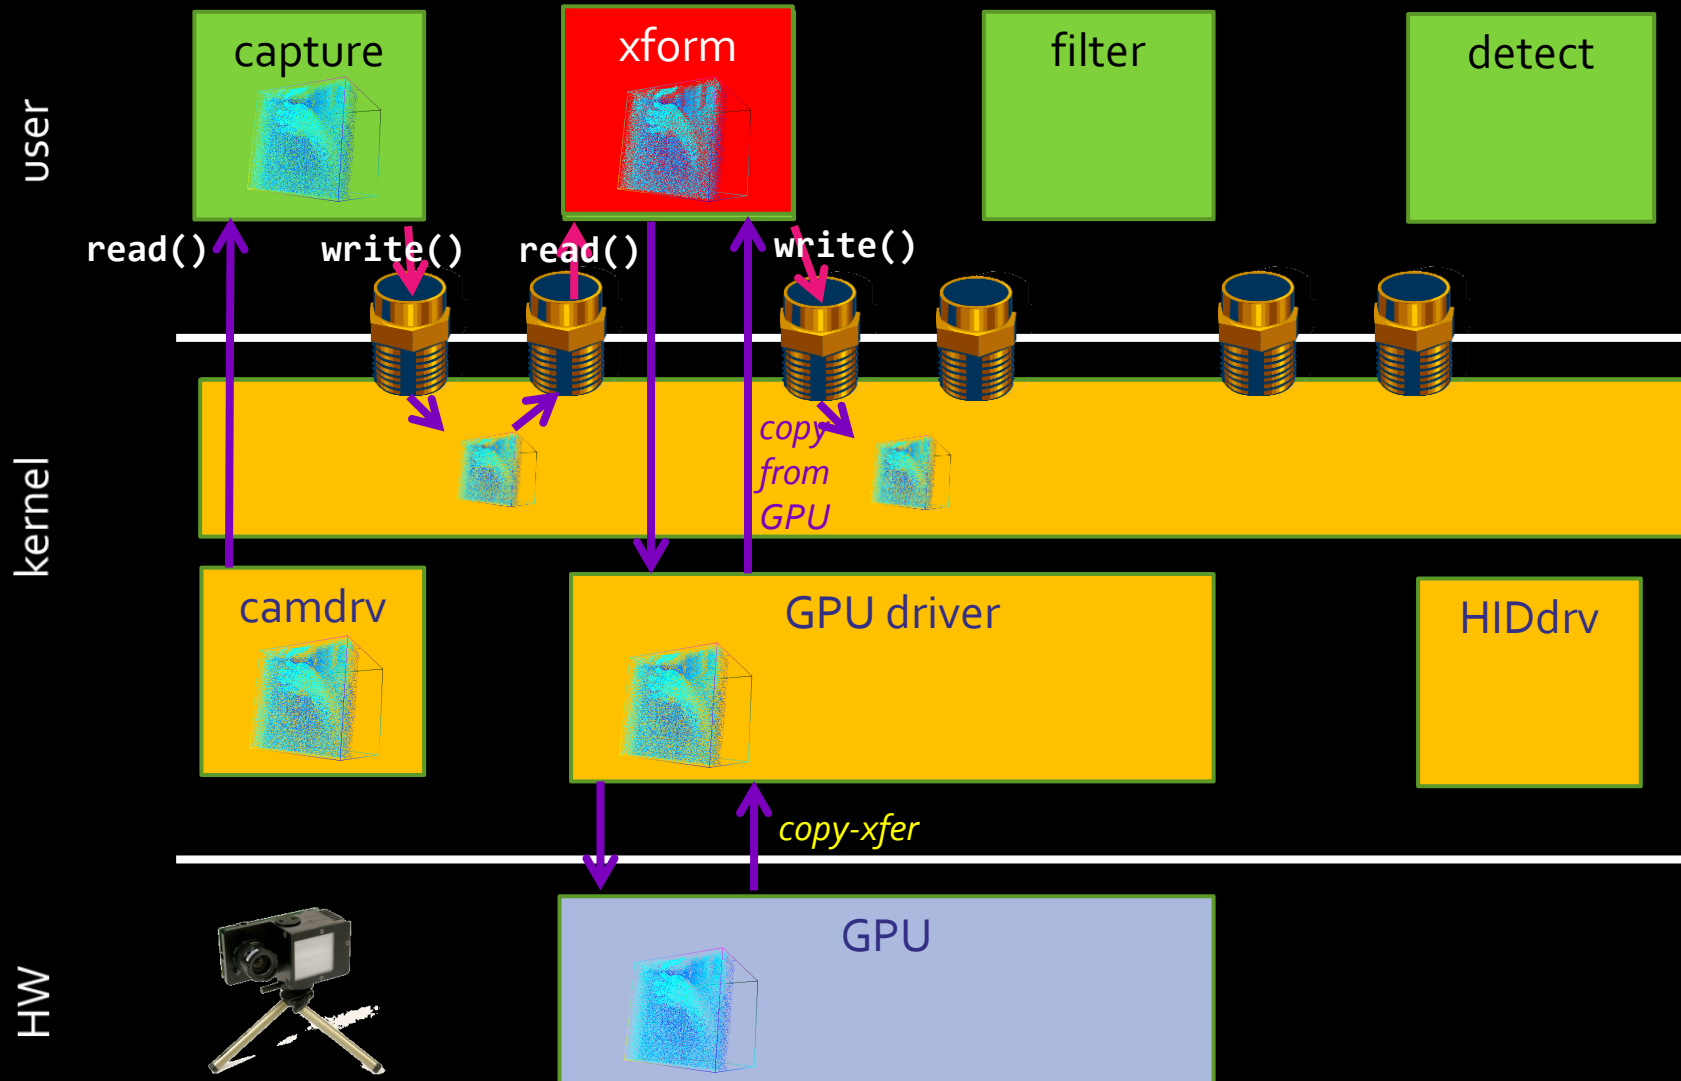 user
capture
xform
filter
detect
read()
write()
read()
write()
kernel
copy
from
GPU
camdrv
GPU driver
HIDdrv
copy-xfer
HW
GPU